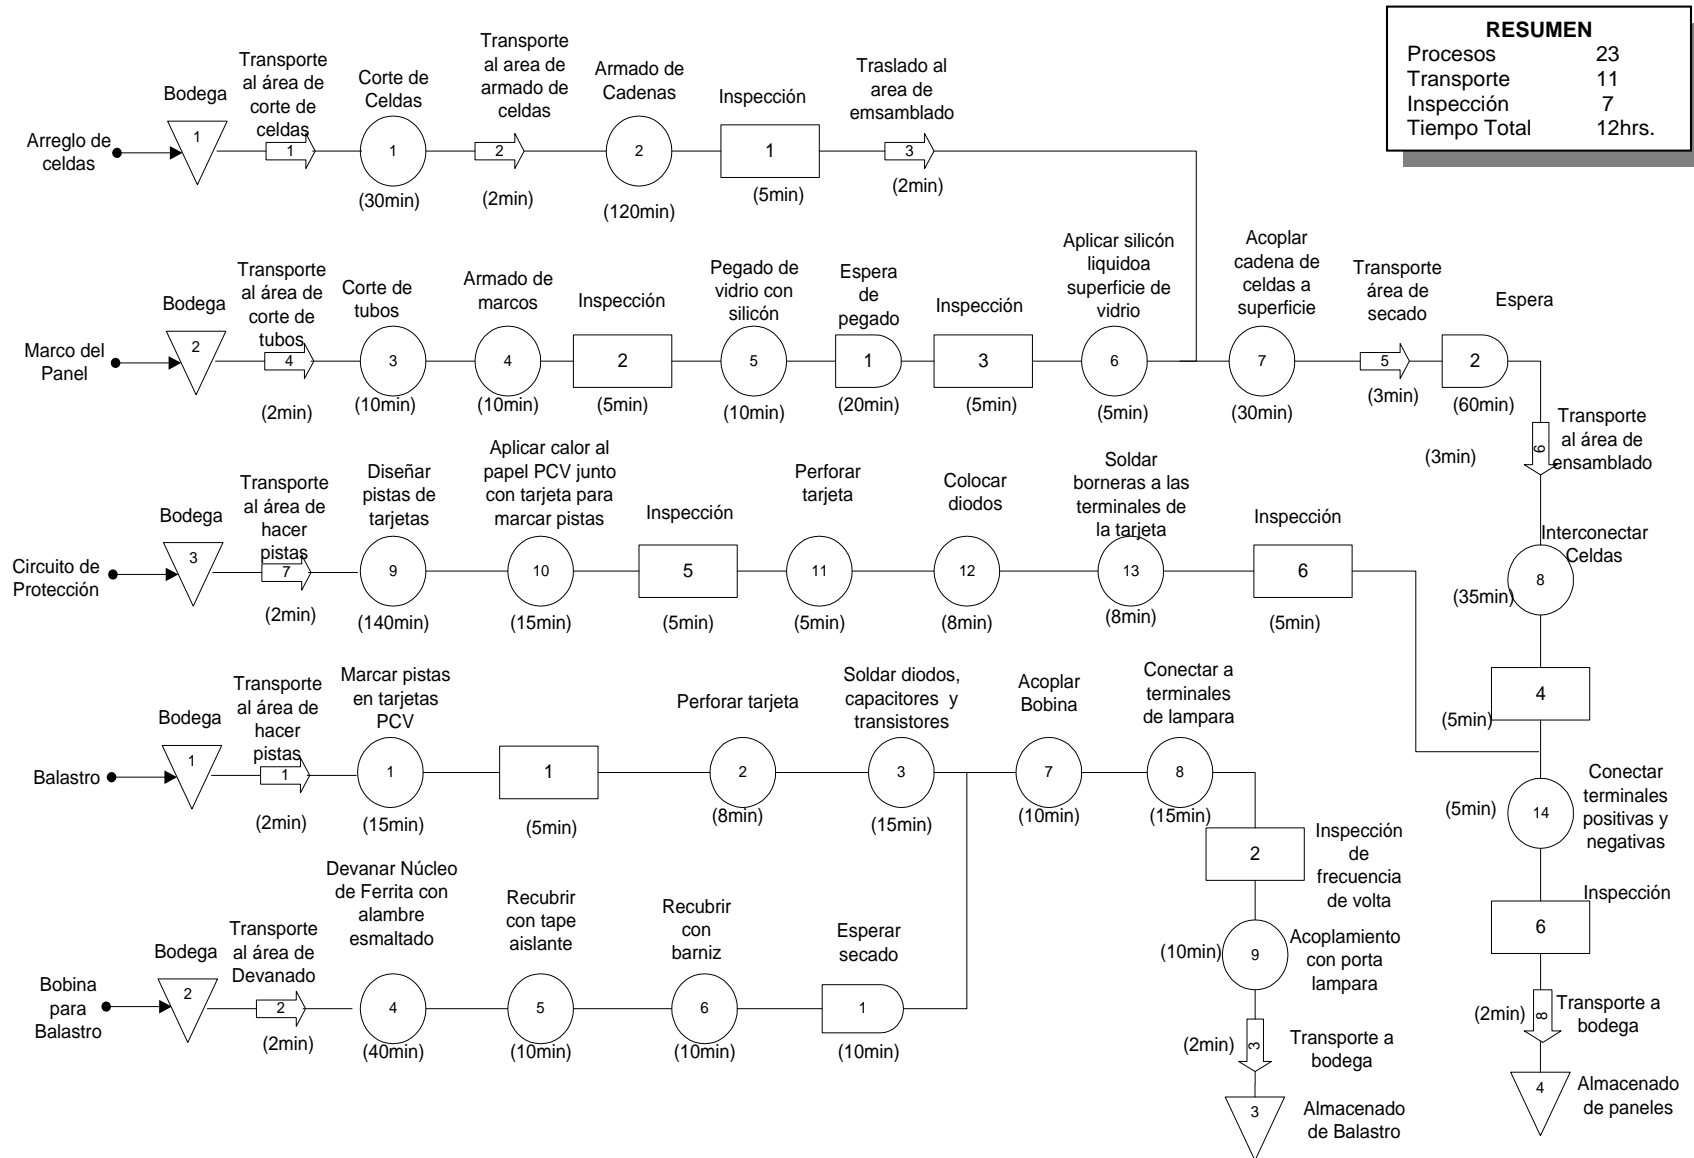 RESUMEN
Procesos 23
Transporte 11
Inspección 7
Tiempo Total 12hrs.
Arreglo de
celdas
Bodega
1
Transporte
al área de
corte de
celdas
1
Corte de
Celdas
1
(30min)
Transporte
al area de
armado de
celdas
2
(2min)
Armado de
Cadenas
2
(120min)
Inspección
1
(5min)
Traslado al
area de
emsamblado
3
(2min)
Marco del
Panel
Bodega
2
Transporte
al área de
corte de
tubos
4
(2min)
Corte de
tubos
3
(10min)
Armado de
marcos
4
(10min)
Inspección
2
(5min)
Pegado de
vidrio con
silicón
5
(10min)
Espera
de
pegado
1
(20min)
Inspección
3
(5min)
Aplicar silicón
liquidoa
superficie de
vidrio
6
(5min)
Acoplar
cadena de
celdas a
superficie
7
(30min)
Transporte
área de
secado
5
(3min)
Espera
2
(60min)
Transporte
al área de
ensamblado
6
(3min)
Interconectar
Celdas
8
(35min)
4
(5min)
Circuito de
Protección
Bodega
3
Transporte
al área de
hacer
pistas
7
(2min)
Diseñar
pistas de
tarjetas
9
(140min)
Aplicar calor al
papel PCV junto
con tarjeta para
marcar pistas
10
(15min)
Inspección
5
(5min)
Perforar
tarjeta
11
(5min)
Colocar
diodos
12
(8min)
Soldar
borneras a las
terminales de
la tarjeta
13
(8min)
Inspección
6
(5min)
Conectar
terminales
positivas y
negativas
14
(5min)
Inspección
6
Transporte a
bodega
8
(2min)
Almacenado
de paneles
4
Balastro
Bodega
1
Transporte
al área de
hacer
pistas
1
(2min)
Marcar pistas
en tarjetas
PCV
1
(15min)
1
(5min)
Perforar tarjeta
2
(8min)
Soldar diodos,
capacitores y
transistores
3
(15min)
Acoplar
Bobina
7
(10min)
Conectar a
terminales
de lampara
8
(15min)
Inspección
de
frecuencia
de volta
2
Acoplamiento
con porta
lampara
9
(10min)
Transporte a
bodega
3
(2min)
Almacenado
de Balastro
3
Bobina
para
Balastro
Bodega
2
Transporte
al área de
Devanado
2
(2min)
Devanar Núcleo
de Ferrita con
alambre
esmaltado
4
(40min)
Recubrir
con tape
aislante
5
(10min)
Recubrir
con
barniz
6
(10min)
Esperar
secado
1
(10min)